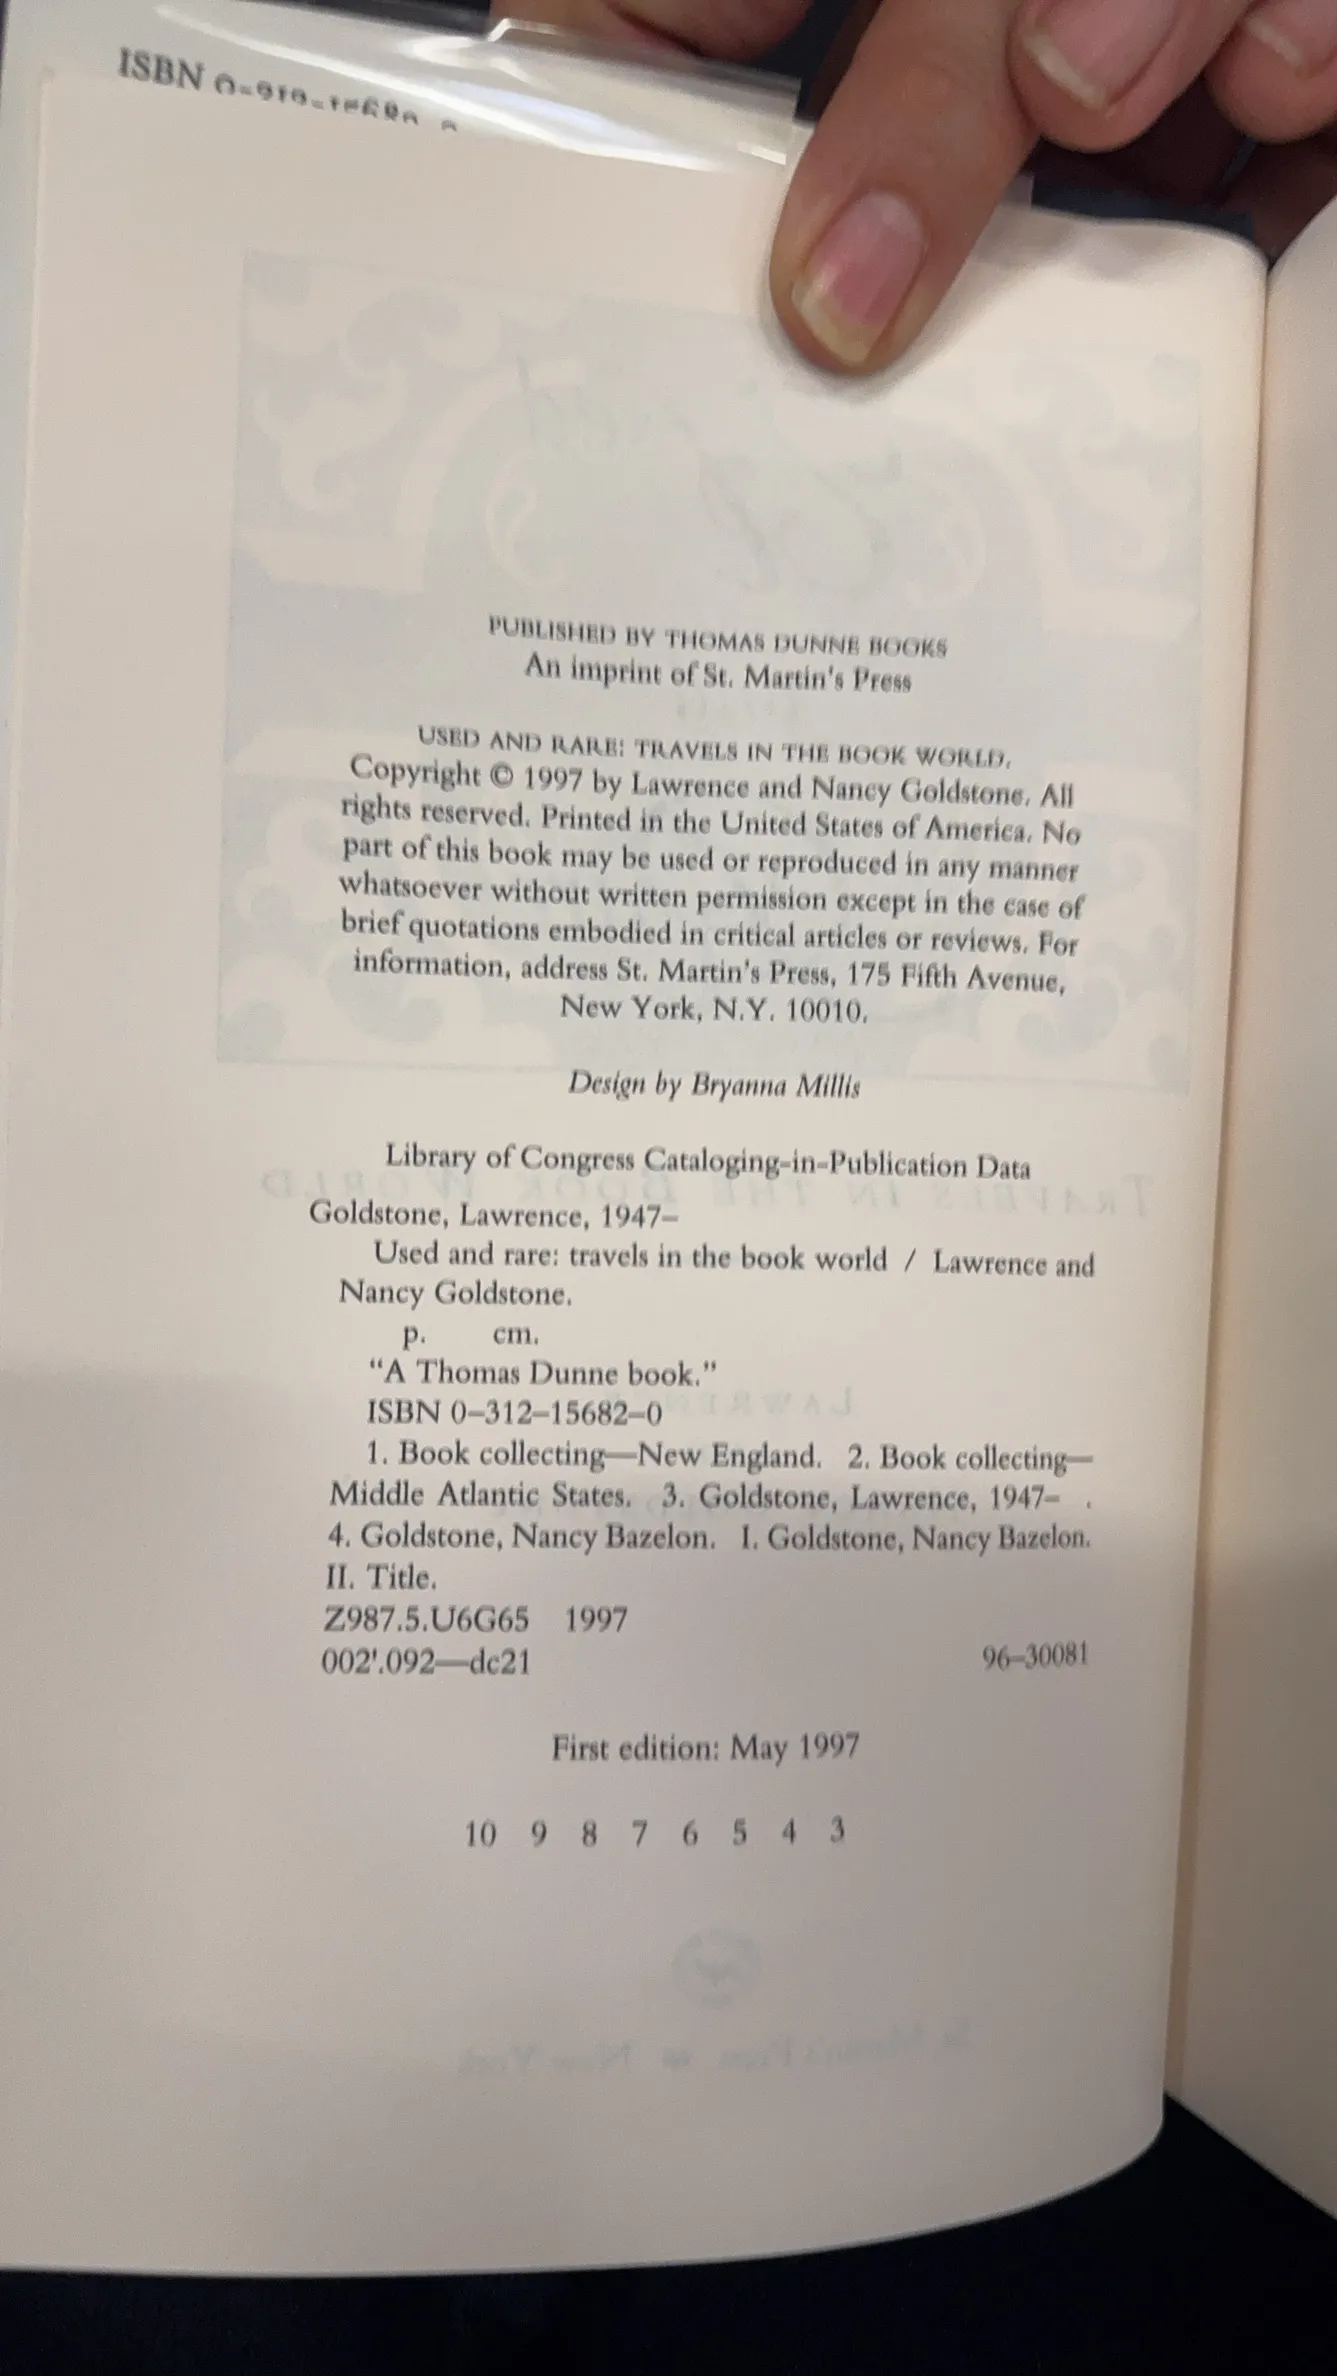 ISBN
PUBLISHED BY THOMAS DUNNE BOOKS
An imprint of St. Martin's Press
USED AND RARE: TRAVELS IN THE BOOK WORLD.
Copyright © 1997 by Lawrence and Nancy Goldstone. All
rights reserved. Printed in the United States of America. No
part of this book may be used or reproduced in any manner
whatsoever without written permission except in the case of
brief quotations embodied in critical articles or reviews. For
information, address St. Martin's Press, 175 Fifth Avenue,
New York, N.Y. 10010.
Design by Bryanna Millis
Library of Congress Cataloging-in-Publication Data
Goldstone, Lawrence, 1947–
Used and rare: travels in the book world / Lawrence and
Nancy Goldstone.
p. cm.
“A Thomas Dunne book.”
ISBN 0–312–15682–0
1. Book collecting—New England. 2. Book collecting—
Middle Atlantic States. 3. Goldstone, Lawrence, 1947– .
4. Goldstone, Nancy Bazelon. I. Goldstone, Nancy Bazelon.
II. Title.
Z987.5.U6G65 1997
002'.092—dc21 96–30081
First edition: May 1997
10 9 8 7 6 5 4 3